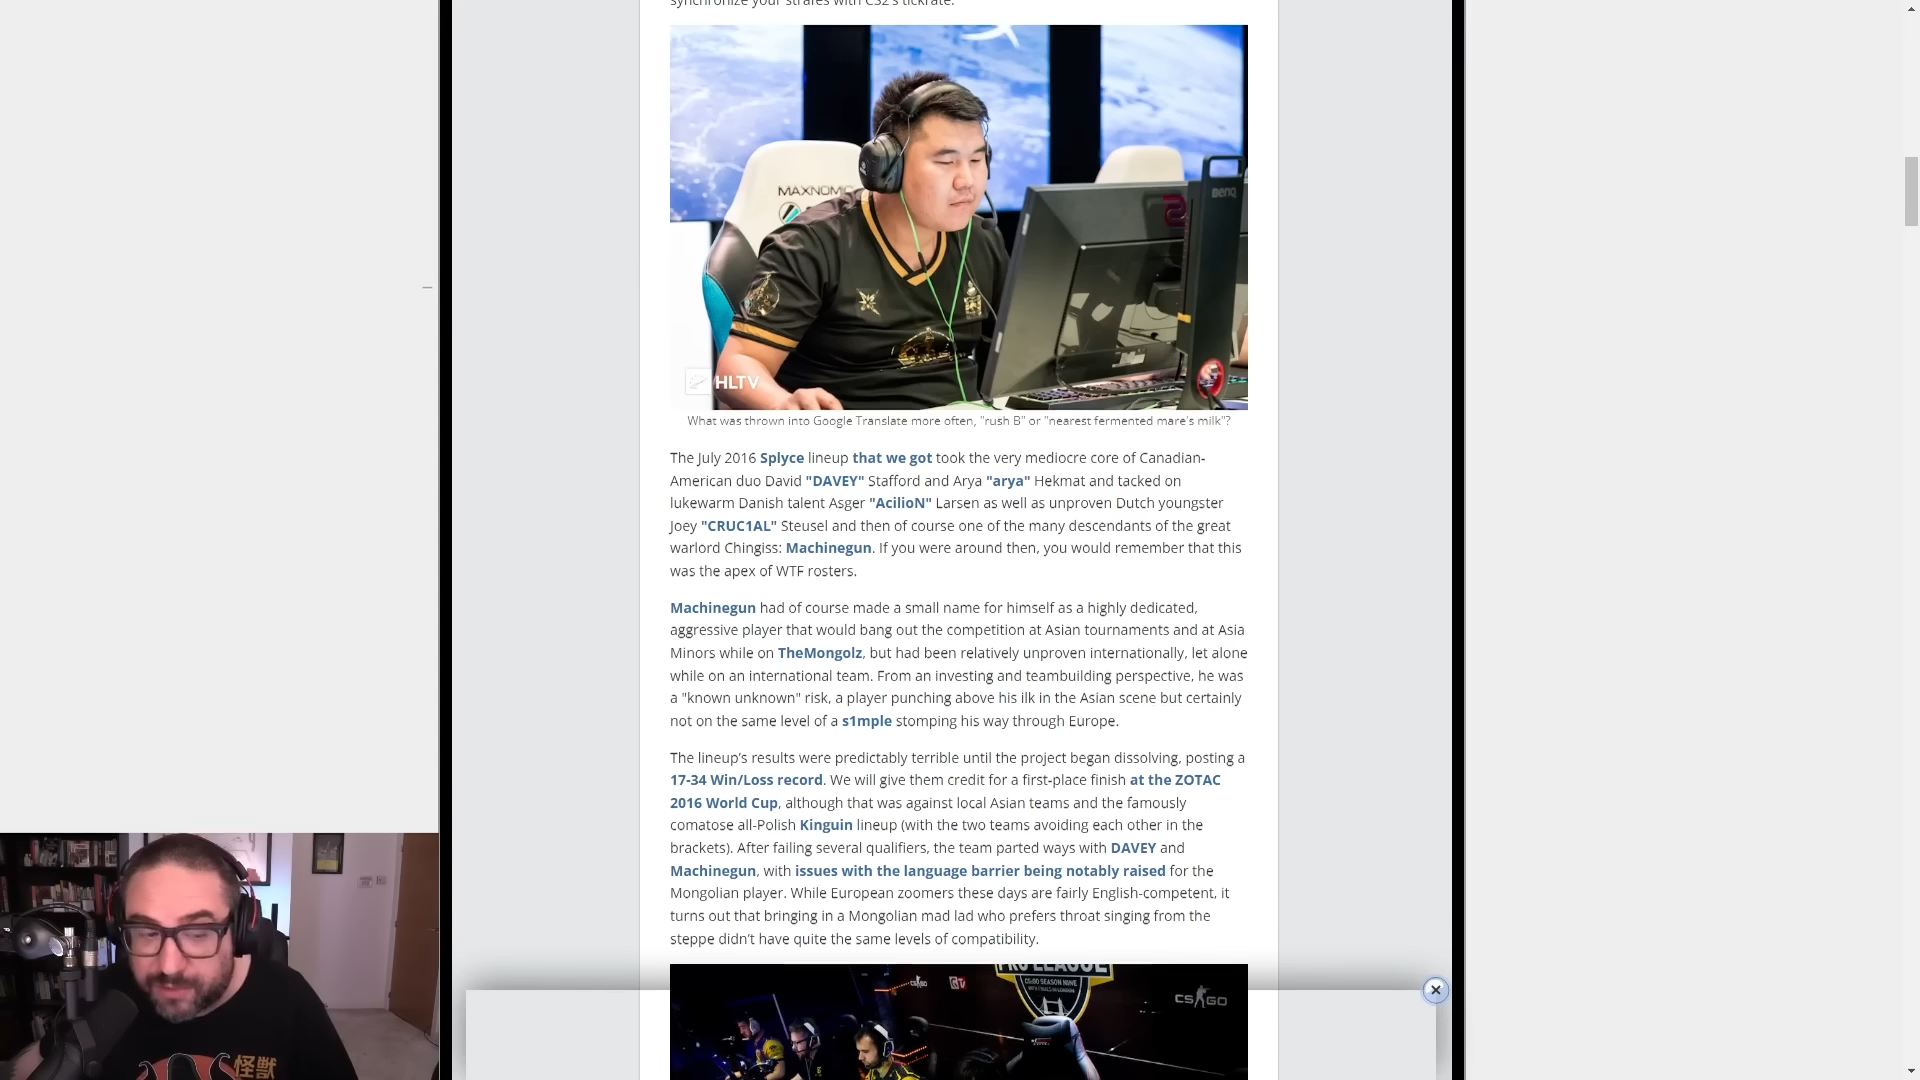 synchronize your strafes with CS2's tickrate.
MAXNOMIC
BenQ
HLTV
What was thrown into Google Translate more often, "rush B" or "nearest fermented mare's milk"?
The July 2016 Splyce lineup that we got took the very mediocre core of Canadian-
American duo David "DAVEY" Stafford and Arya "arya" Hekmat and tacked on
lukewarm Danish talent Asger "AcilioN" Larsen as well as unproven Dutch youngster
Joey "CRUC1AL" Steusel and then of course one of the many descendants of the great
warlord Chingiss: Machinegun. If you were around then, you would remember that this
was the apex of WTF rosters.
Machinegun had of course made a small name for himself as a highly dedicated,
aggressive player that would bang out the competition at Asian tournaments and at Asia
Minors while on TheMongolz, but had been relatively unproven internationally, let alone
while on an international team. From an investing and teambuilding perspective, he was
a "known unknown" risk, a player punching above his ilk in the Asian scene but certainly
not on the same level of a s1mple stomping his way through Europe.
The lineup’s results were predictably terrible until the project began dissolving, posting a
17-34 Win/Loss record. We will give them credit for a first-place finish at the ZOTAC
2016 World Cup, although that was against local Asian teams and the famously
comatose all-Polish Kinguin lineup (with the two teams avoiding each other in the
brackets). After failing several qualifiers, the team parted ways with DAVEY and
Machinegun, with issues with the language barrier being notably raised for the
Mongolian player. While European zoomers these days are fairly English-competent, it
turns out that bringing in a Mongolian mad lad who prefers throat singing from the
steppe didn’t have quite the same levels of compatibility.
PRO LEAGUE
CS:GO SEASON NINE
CS GO
怪獣